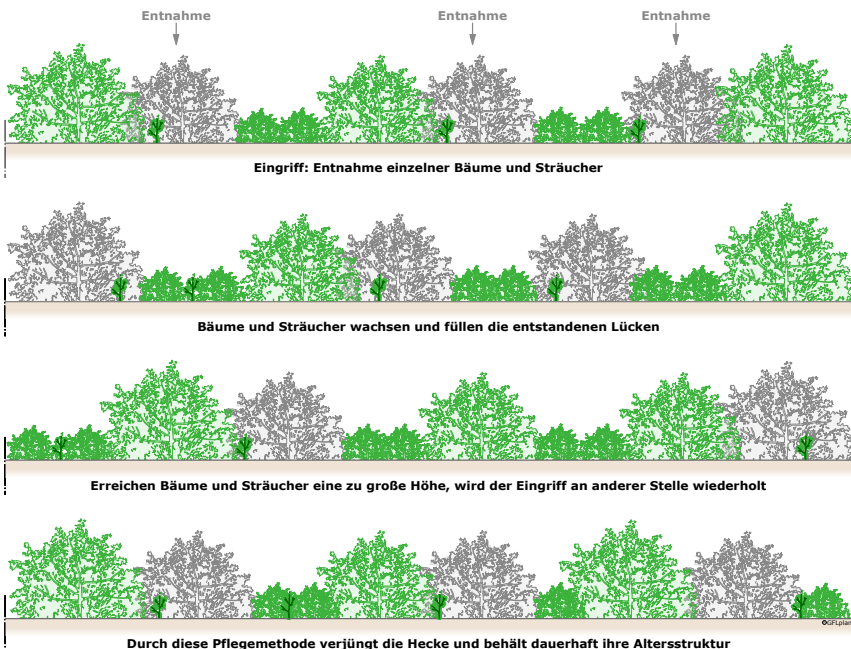 Entnahme Entnahme Entnahme
Eingriff: Entnahme einzelner Bäume und Sträucher
Bäume und Sträucher wachsen und füllen die entstandenen Lücken
Erreichen Bäume und Sträucher eine zu große Höhe, wird der Eingriff an anderer Stelle wiederholt
©GFLplan
Durch diese Pflegemethode verjüngt die Hecke und behält dauerhaft ihre Altersstruktur